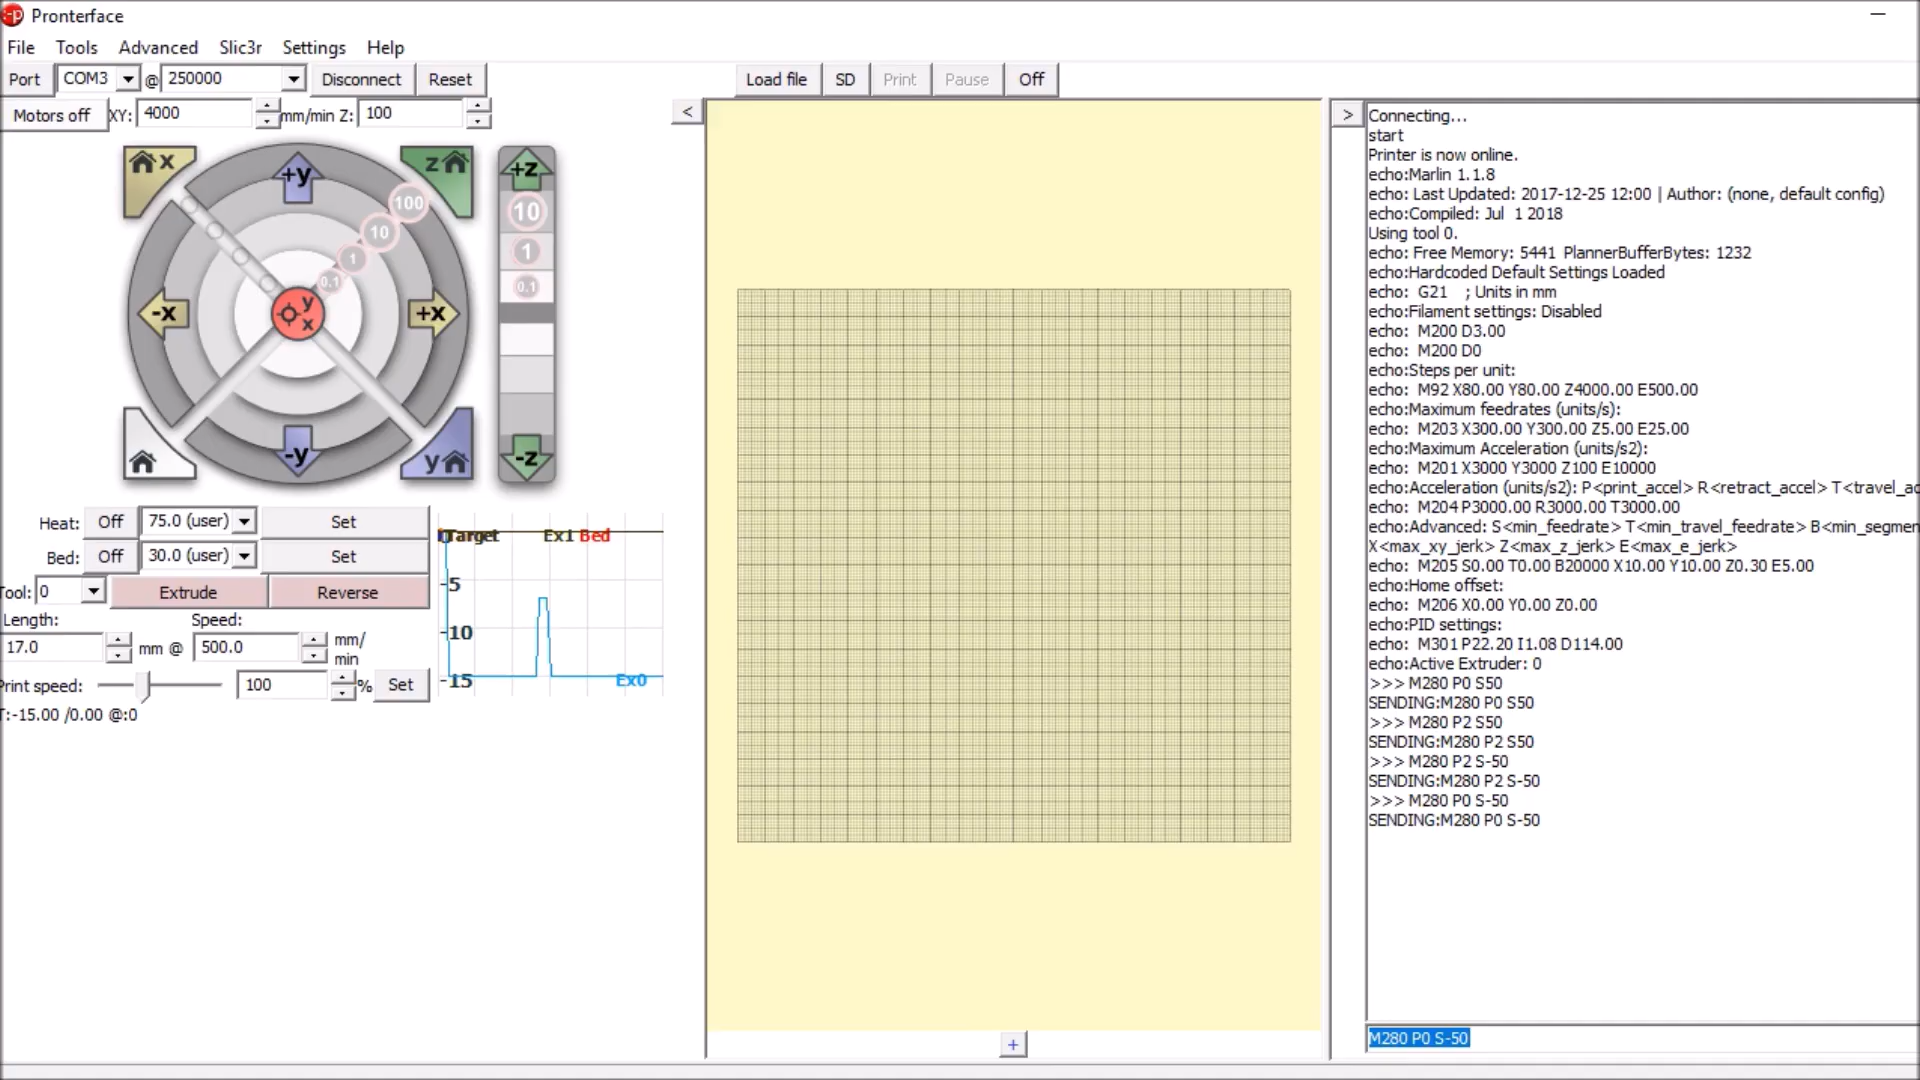 Pronterface
File Tools Advanced Slic3r Settings Help
Port COM3 @ 250000 Disconnect Reset
Load file SD Print Pause Off
Motors off XY: 4000 mm/min Z: 100
<
>
x
+y
z
100
10
1
0.1
-x
y
x
+x
-y
y
+z
10
1
0.1
-z
Heat: Off 75.0 (user) Set
Bed: Off 30.0 (user) Set
Tool: 0 Extrude Reverse
Length: Speed:
17.0 mm @ 500.0 mm/
min
Print speed: 100 % Set
T:-15.00 /0.00 @:0
Target Ex1 Bed
-5
-10
-15 Ex0
+
Connecting...
start
Printer is now online.
echo:Marlin 1.1.8
echo: Last Updated: 2017-12-25 12:00 | Author: (none, default config)
echo:Compiled: Jul 1 2018
Using tool 0.
echo: Free Memory: 5441 PlannerBufferBytes: 1232
echo:Hardcoded Default Settings Loaded
echo: G21 ; Units in mm
echo:Filament settings: Disabled
echo: M200 D3.00
echo: M200 D0
echo:Steps per unit:
echo: M92 X80.00 Y80.00 Z4000.00 E500.00
echo:Maximum feedrates (units/s):
echo: M203 X300.00 Y300.00 Z5.00 E25.00
echo:Maximum Acceleration (units/s2):
echo: M201 X3000 Y3000 Z100 E10000
echo:Acceleration (units/s2): P<print_accel> R<retract_accel> T<travel_ac
echo: M204 P3000.00 R3000.00 T3000.00
echo:Advanced: S<min_feedrate> T<min_travel_feedrate> B<min_segmen
X<max_xy_jerk> Z<max_z_jerk> E<max_e_jerk>
echo: M205 S0.00 T0.00 B20000 X10.00 Y10.00 Z0.30 E5.00
echo:Home offset:
echo: M206 X0.00 Y0.00 Z0.00
echo:PID settings:
echo: M301 P22.20 I1.08 D114.00
echo:Active Extruder: 0
>>> M280 P0 S50
SENDING:M280 P0 S50
>>> M280 P2 S50
SENDING:M280 P2 S50
>>> M280 P2 S-50
SENDING:M280 P2 S-50
>>> M280 P0 S-50
SENDING:M280 P0 S-50
M280 P0 S-50